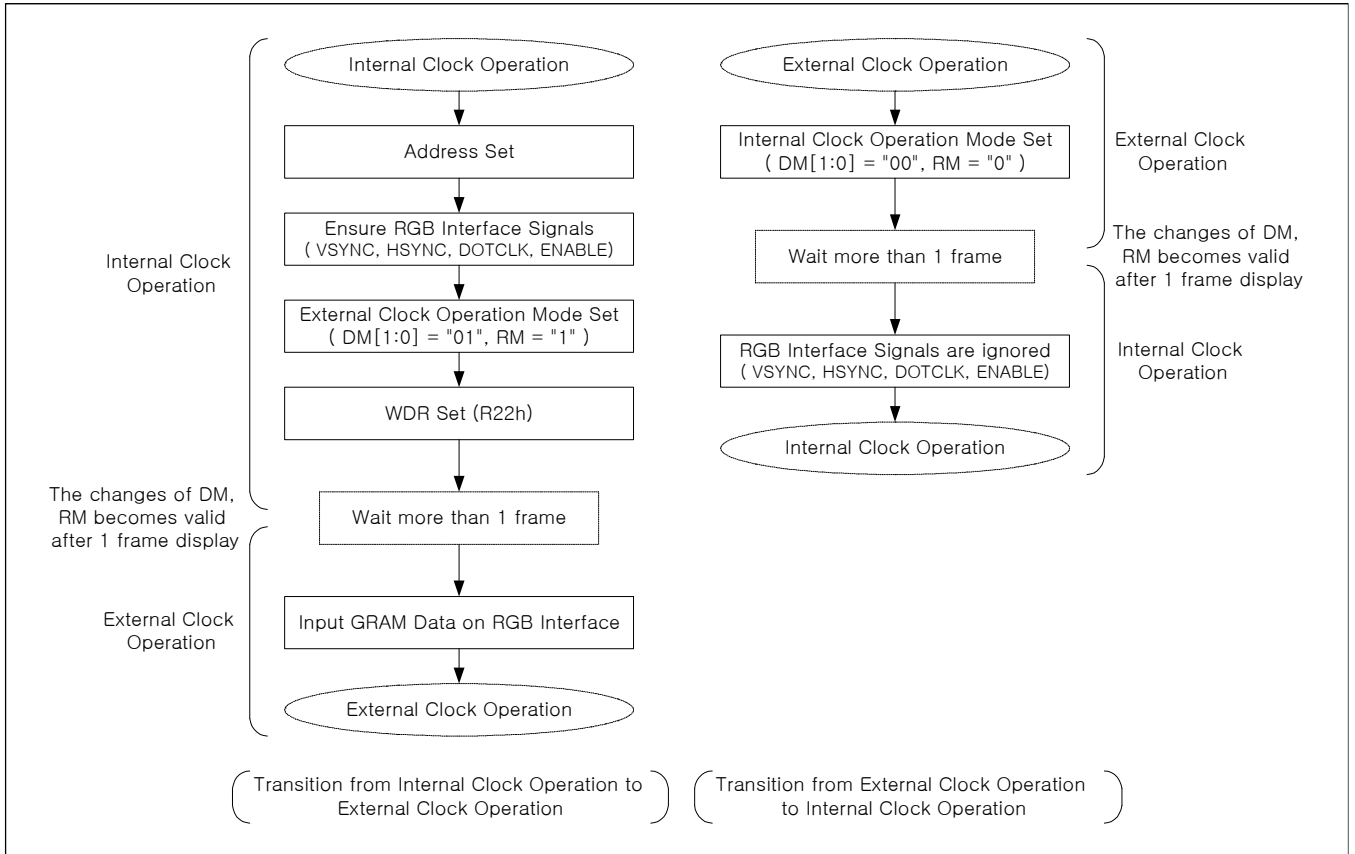 Internal Clock Operation
Address Set
Ensure RGB Interface Signals
( VSYNC, HSYNC, DOTCLK, ENABLE)
External Clock Operation Mode Set
( DM[1:0] = "01", RM = "1" )
WDR Set (R22h)
Wait more than 1 frame
Input GRAM Data on RGB Interface
External Clock Operation
Internal Clock
Operation
The changes of DM,
RM becomes valid
after 1 frame display
External Clock
Operation
Transition from Internal Clock Operation to
External Clock Operation
External Clock Operation
Internal Clock Operation Mode Set
( DM[1:0] = "00", RM = "0" )
Wait more than 1 frame
RGB Interface Signals are ignored
( VSYNC, HSYNC, DOTCLK, ENABLE)
Internal Clock Operation
External Clock
Operation
The changes of DM,
RM becomes valid
after 1 frame display
Internal Clock
Operation
Transition from External Clock Operation
to Internal Clock Operation